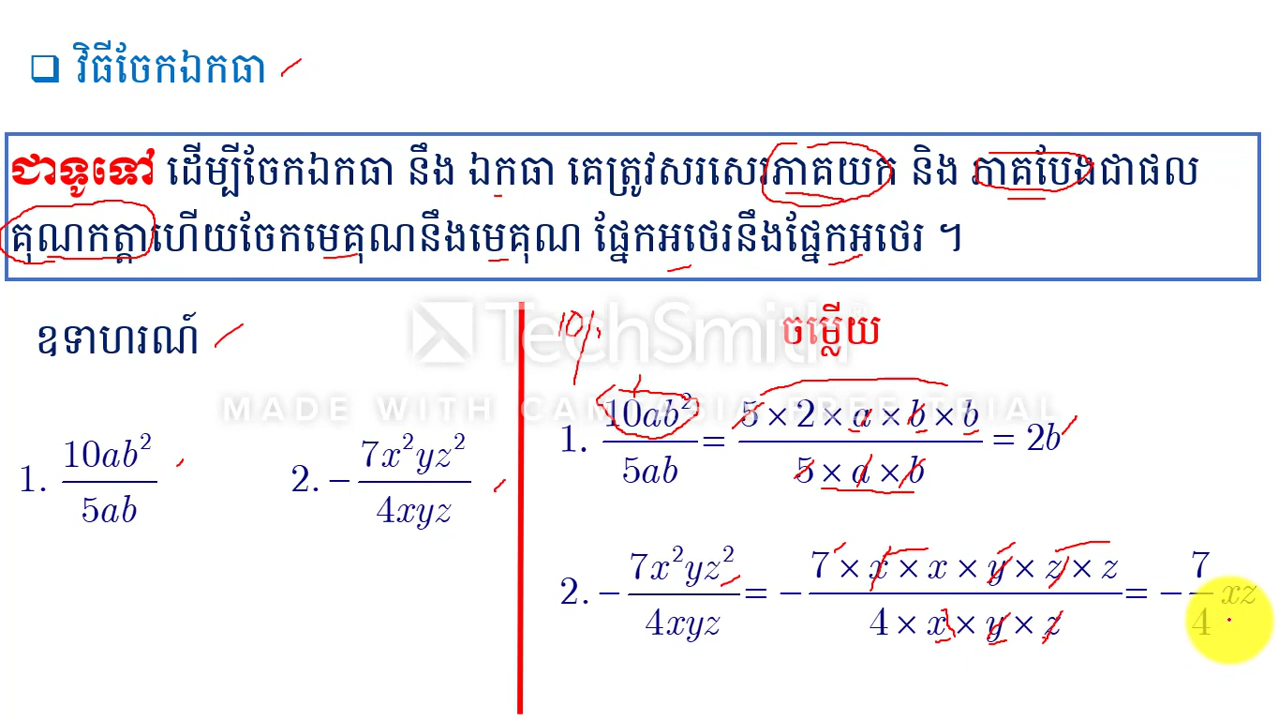 ❑ វិធីចែកឯកធា
ជាទូទៅ ដើម្បីចែកឯកធា នឹង ឯកធា គេត្រូវសរសេរភាគយក និង ភាគបែងជាផល
គុណកត្តាហើយចែកមេគុណនឹងមេគុណ ផ្នែកអថេរនឹងផ្នែកអថេរ ។
ឧទាហរណ៍
ចម្លើយ
TechSmith
MADE WITH CAMTASIA FREE TRIAL
1. 10ab²/5ab 2. −7x²yz²/4xyz
1. 10ab²/5ab = 5×2×a×b×b/5×a×b = 2b
2. −7x²yz²/4xyz = −7×x×x×y×z×z/4×x×y×z = −7/4 xz